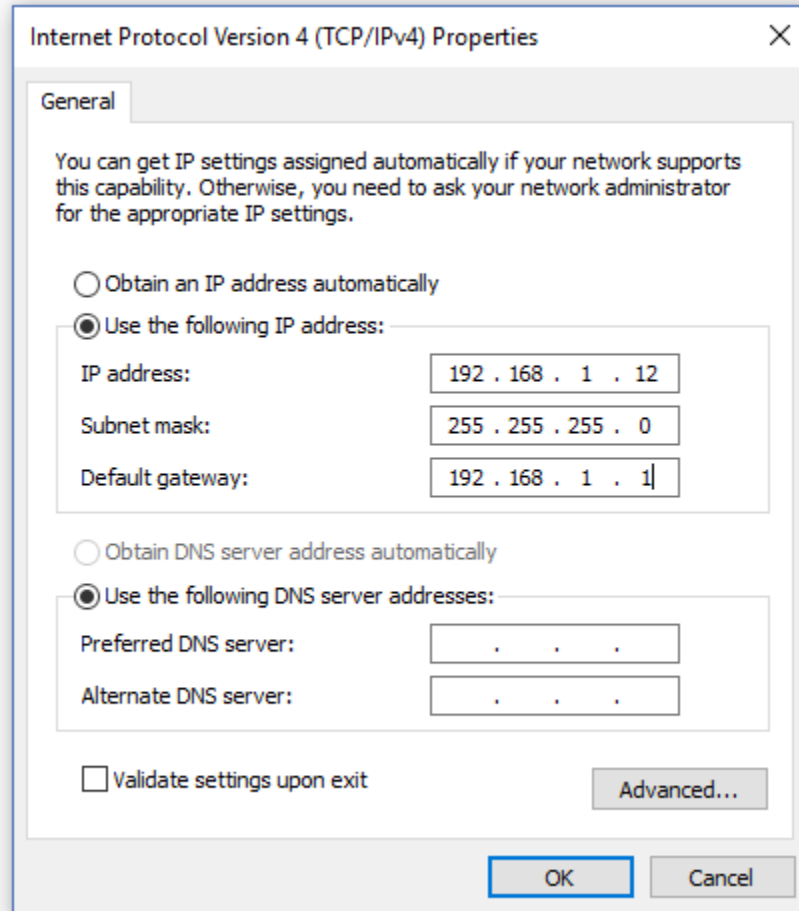 Internet Protocol Version 4 (TCP/IPv4) Properties
General
You can get IP settings assigned automatically if your network supports
this capability. Otherwise, you need to ask your network administrator
for the appropriate IP settings.
Obtain an IP address automatically
Use the following IP address:
IP address: 192 . 168 . 1 . 12
Subnet mask: 255 . 255 . 255 . 0
Default gateway: 192 . 168 . 1 . 1
Obtain DNS server address automatically
Use the following DNS server addresses:
Preferred DNS server: . . .
Alternate DNS server: . . .
Validate settings upon exit
Advanced...
OK Cancel